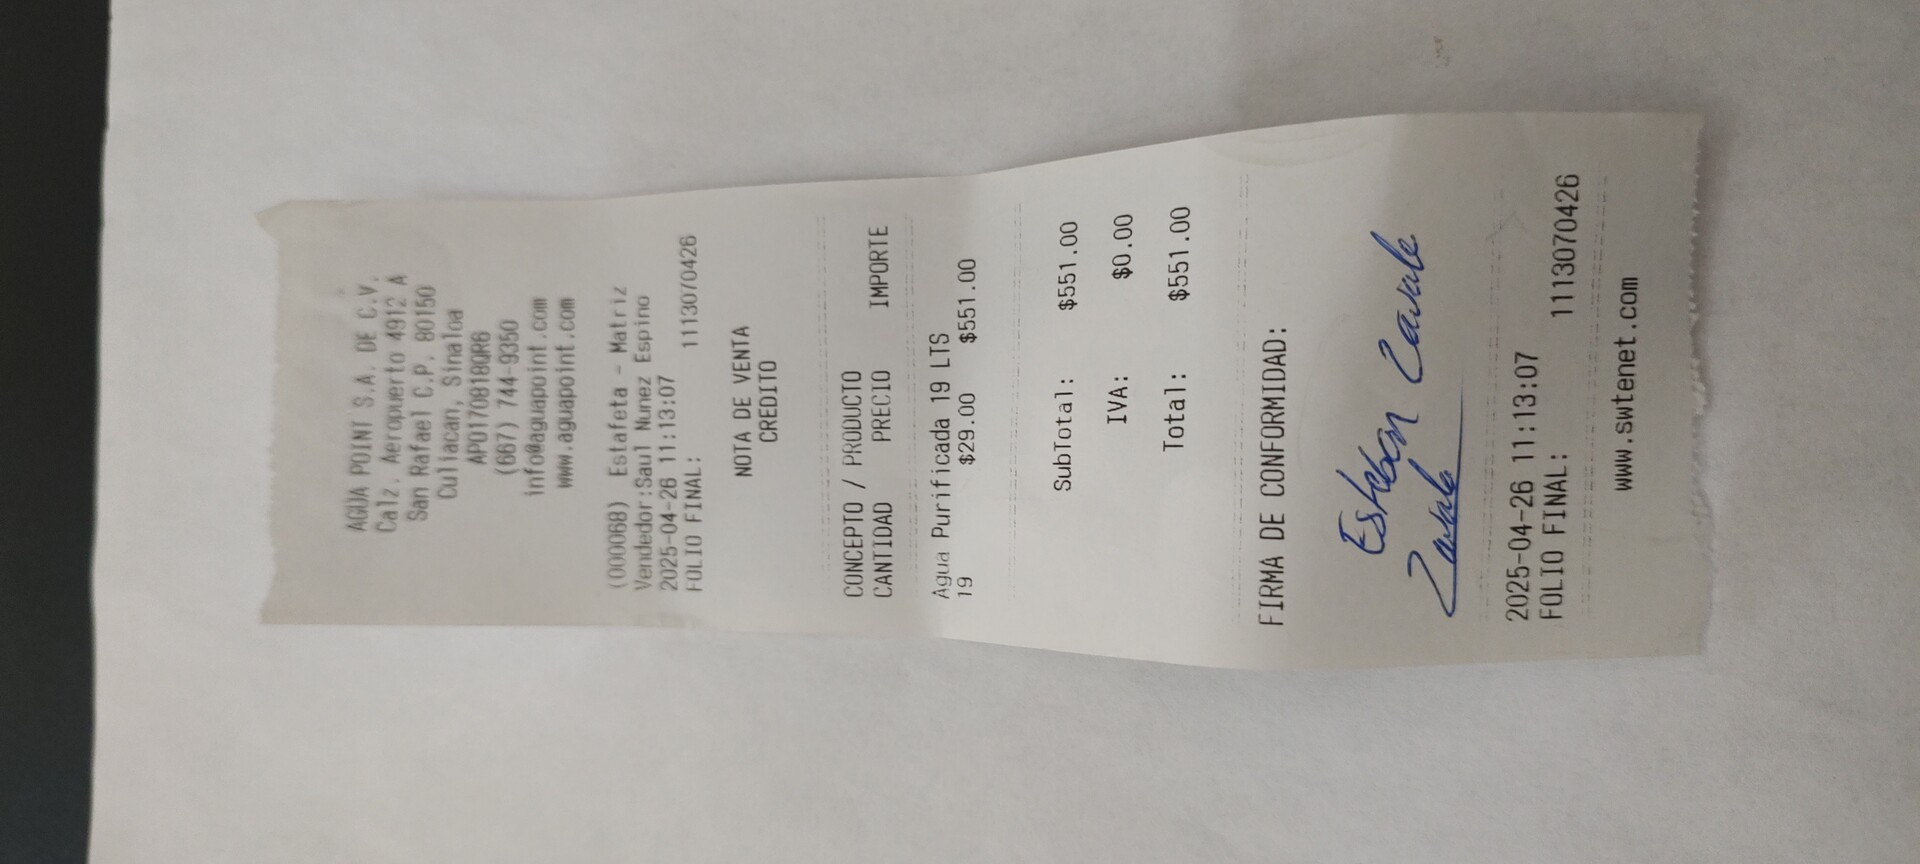 AGUA POINT S.A. DE C.V.
Calz. Aeropuerto 4912 A
San Rafael C.P. 80150
Culiacan, Sinaloa
APO170818QR6
(667) 744-9350
info@aguapoint.com
www.aguapoint.com
(000068) Estafeta - Matriz
Vendedor:Saul Nunez Espino
2025-04-26 11:13:07
FOLIO FINAL: 1113070426
NOTA DE VENTA
CREDITO
CONCEPTO / PRODUCTO
CANTIDAD PRECIO IMPORTE
Agua Purificada 19 LTS
19 $29.00 $551.00
SubTotal: $551.00
IVA: $0.00
Total: $551.00
FIRMA DE CONFORMIDAD:
Esteban Zavala
Zavala
2025-04-26 11:13:07
FOLIO FINAL: 1113070426
www.swtenet.com